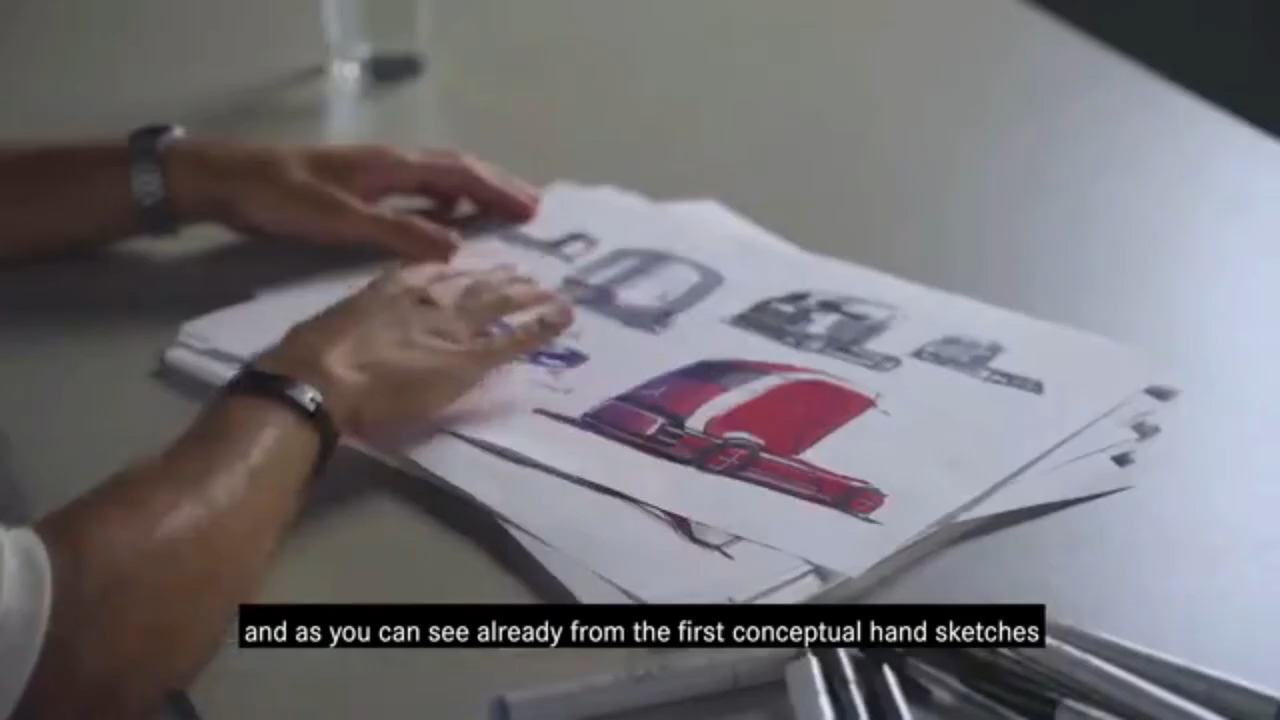 and as you can see already from the first conceptual hand sketches